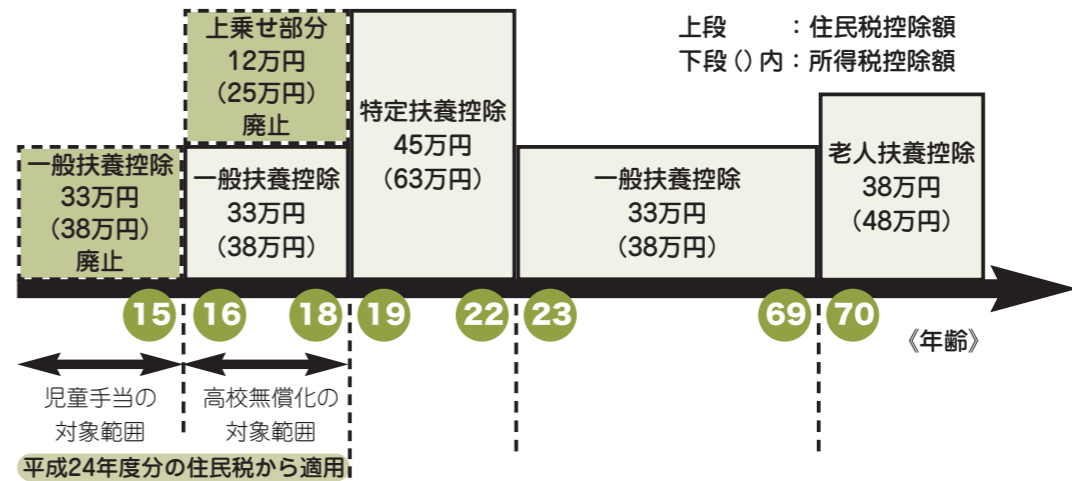 上段　　：住民税控除額
下段()内：所得税控除額
上乗せ部分
12万円
(25万円)
廃止
一般扶養控除
33万円
(38万円)
廃止
一般扶養控除
33万円
(38万円)
特定扶養控除
45万円
(63万円)
一般扶養控除
33万円
(38万円)
老人扶養控除
38万円
(48万円)
15 16 18 19 22 23 69 70
《年齢》
児童手当の
対象範囲
高校無償化の
対象範囲
平成24年度分の住民税から適用